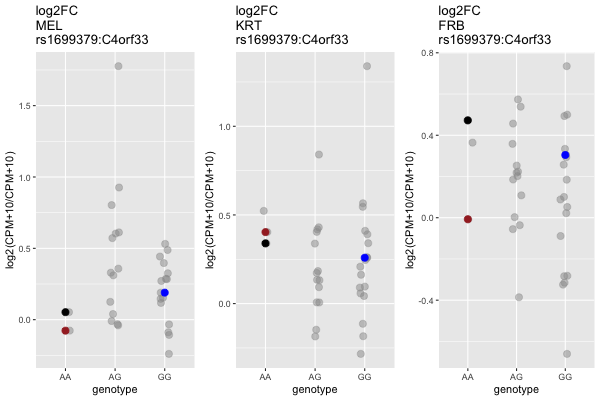 log2FC
MEL
rs1699379:C4orf33
log2(CPM+10/CPM+10)
1.5
1.0
0.5
0.0
AA
AG
GG
genotype
log2FC
KRT
rs1699379:C4orf33
log2(CPM+10/CPM+10)
1.0
0.5
0.0
AA
AG
GG
genotype
log2FC
FRB
rs1699379:C4orf33
log2(CPM+10/CPM+10)
0.8
0.4
0.0
-0.4
AA
AG
GG
genotype